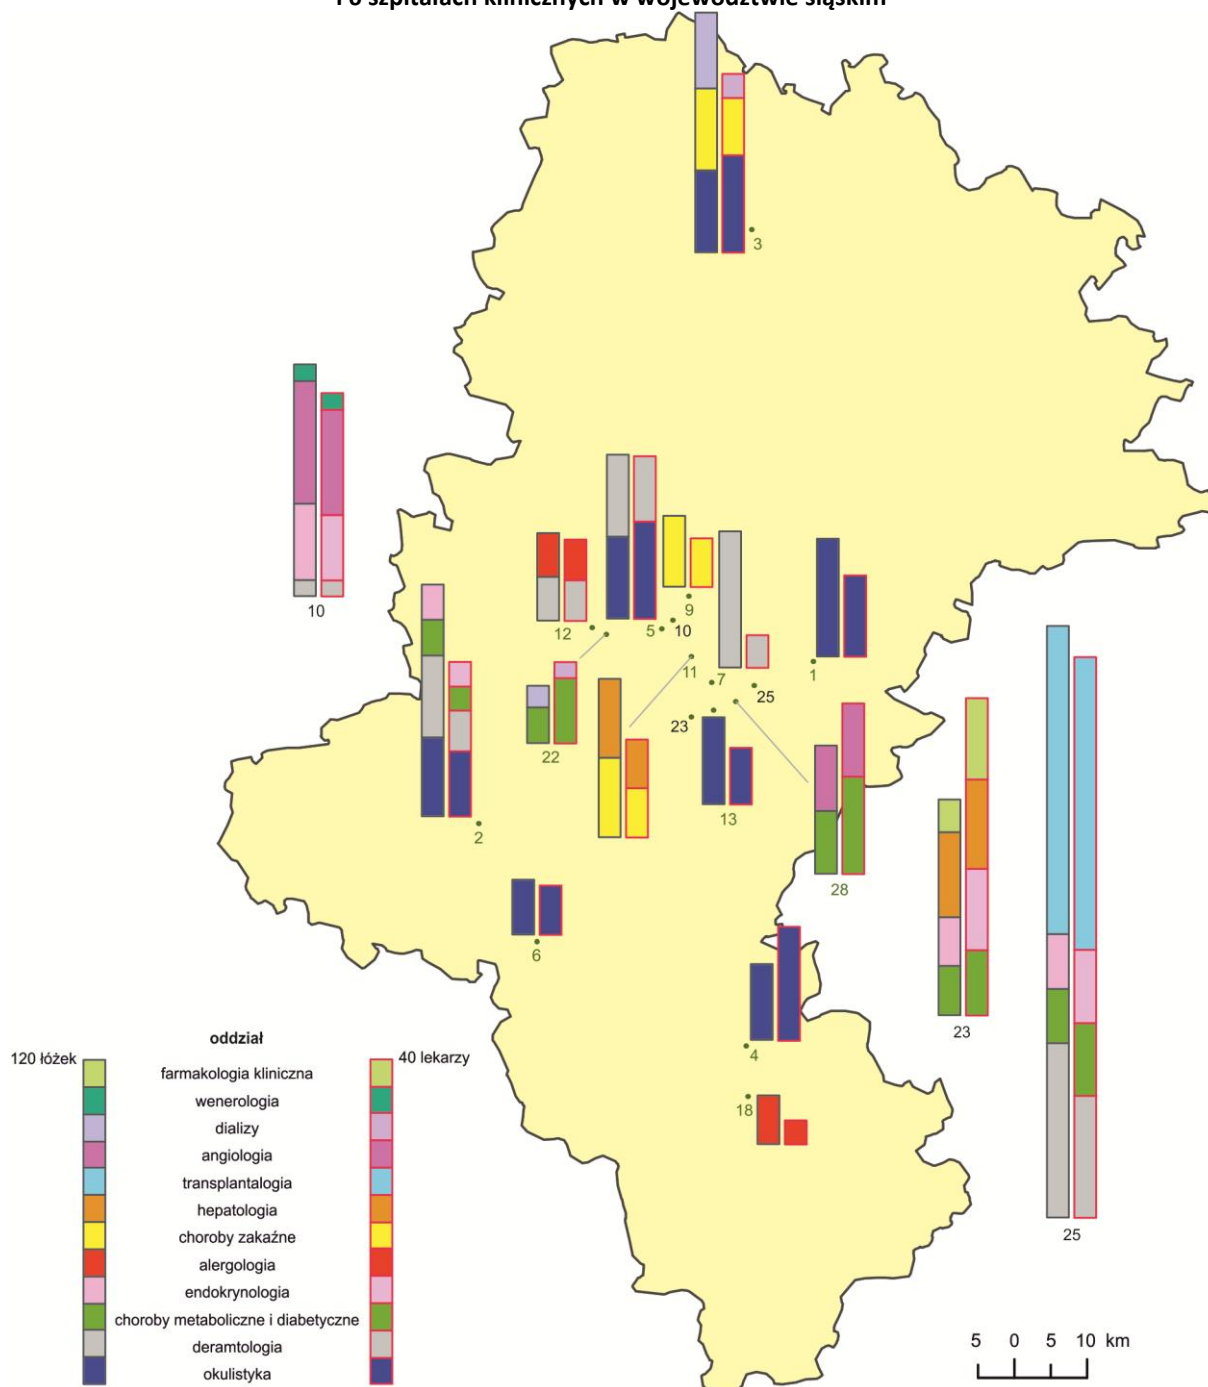 i o szpitalach klinicznych w województwie śląskim
3
10
12
5
10
9
11
7
25
1
22
23
13
2
28
6
23
4
18
25
oddział
120 łóżek
40 lekarzy
farmakologia kliniczna
wenerologia
dializy
angiologia
transplantalogia
hepatologia
choroby zakaźne
alergologia
endokrynologia
choroby metaboliczne i diabetyczne
deramtologia
okulistyka
5 0 5 10 km